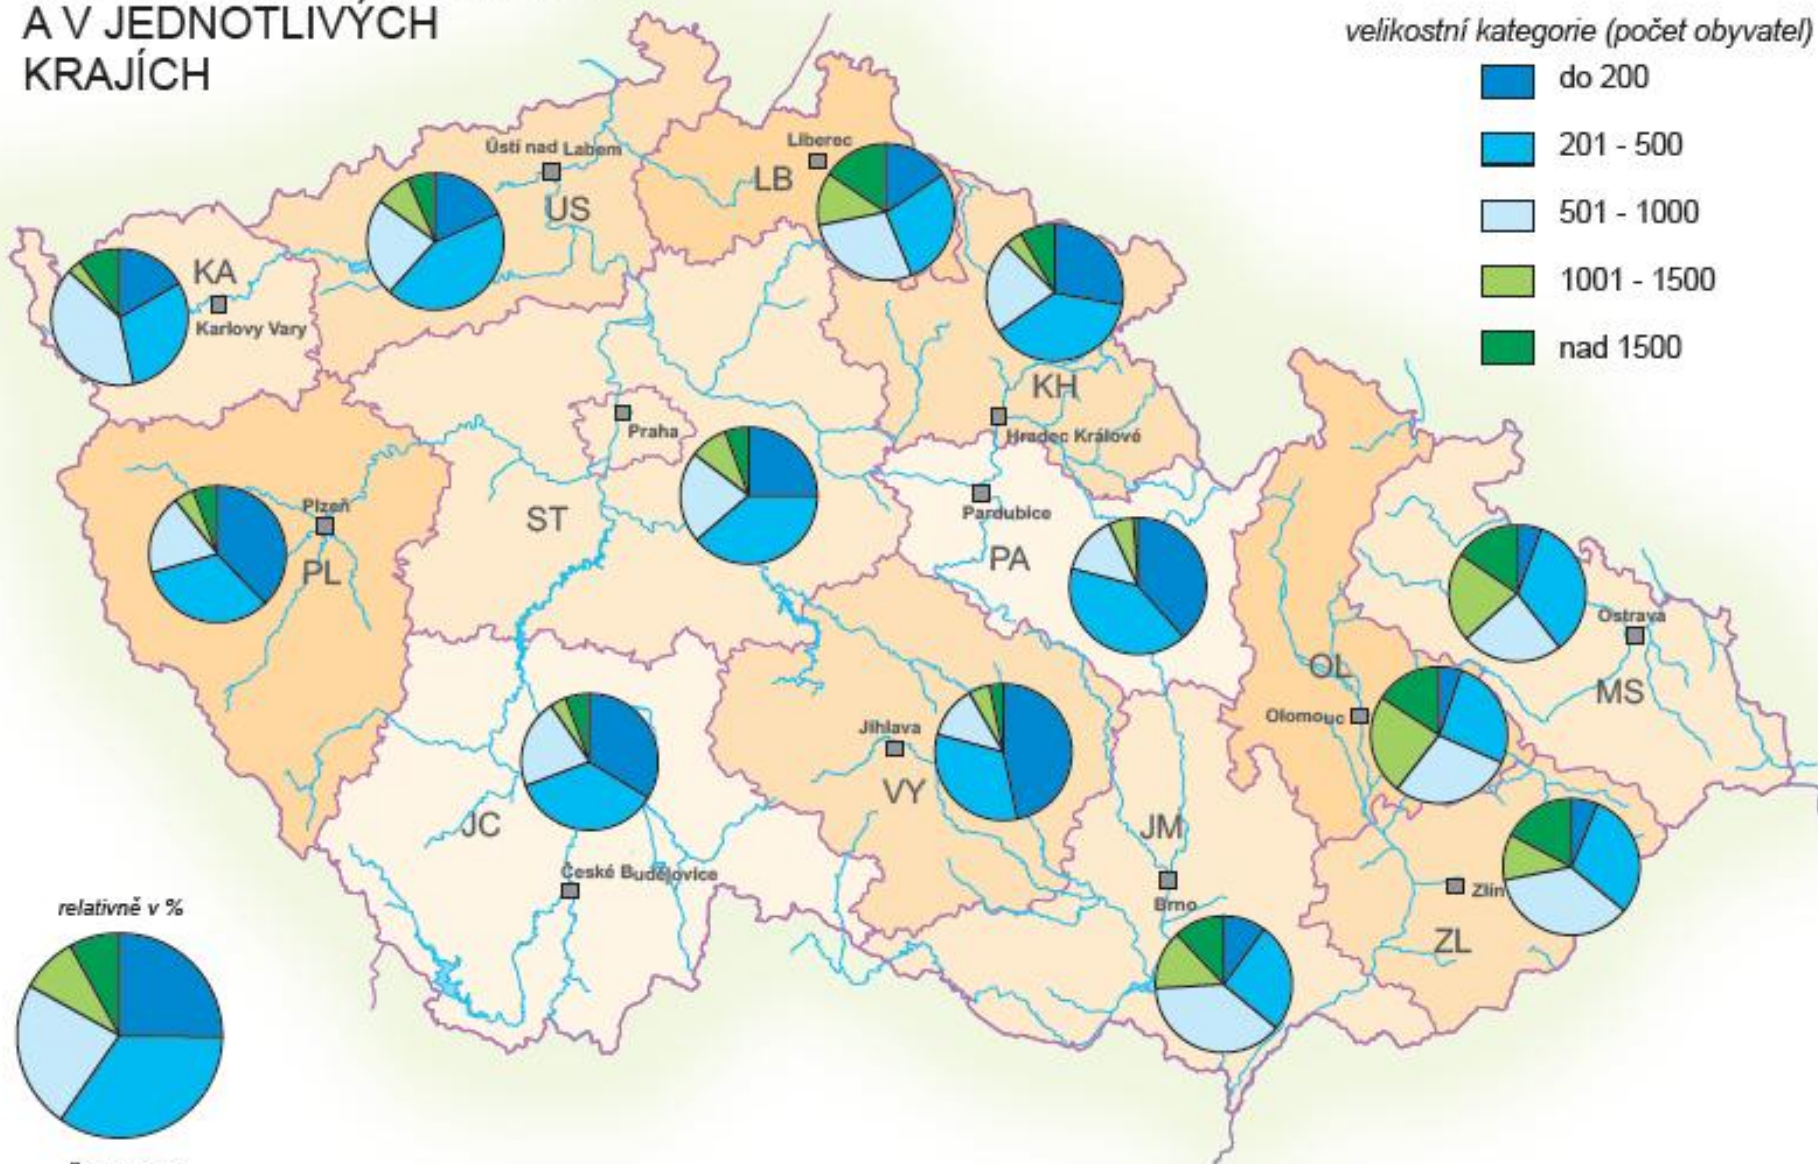 A V JEDNOTLIVÝCH
KRAJÍCH
velikostní kategorie (počet obyvatel)
do 200
201 - 500
501 - 1000
1001 - 1500
nad 1500
Ústí nad Labem
ÚS
Liberec
LB
KA
Karlovy Vary
KH
Hradec Králové
Praha
Plzeň
PL
ST
Pardubice
PA
Ostrava
MS
OL
Olomouc
Jihlava
VY
JC
České Budějovice
JM
Brno
Zlín
ZL
relativně v %